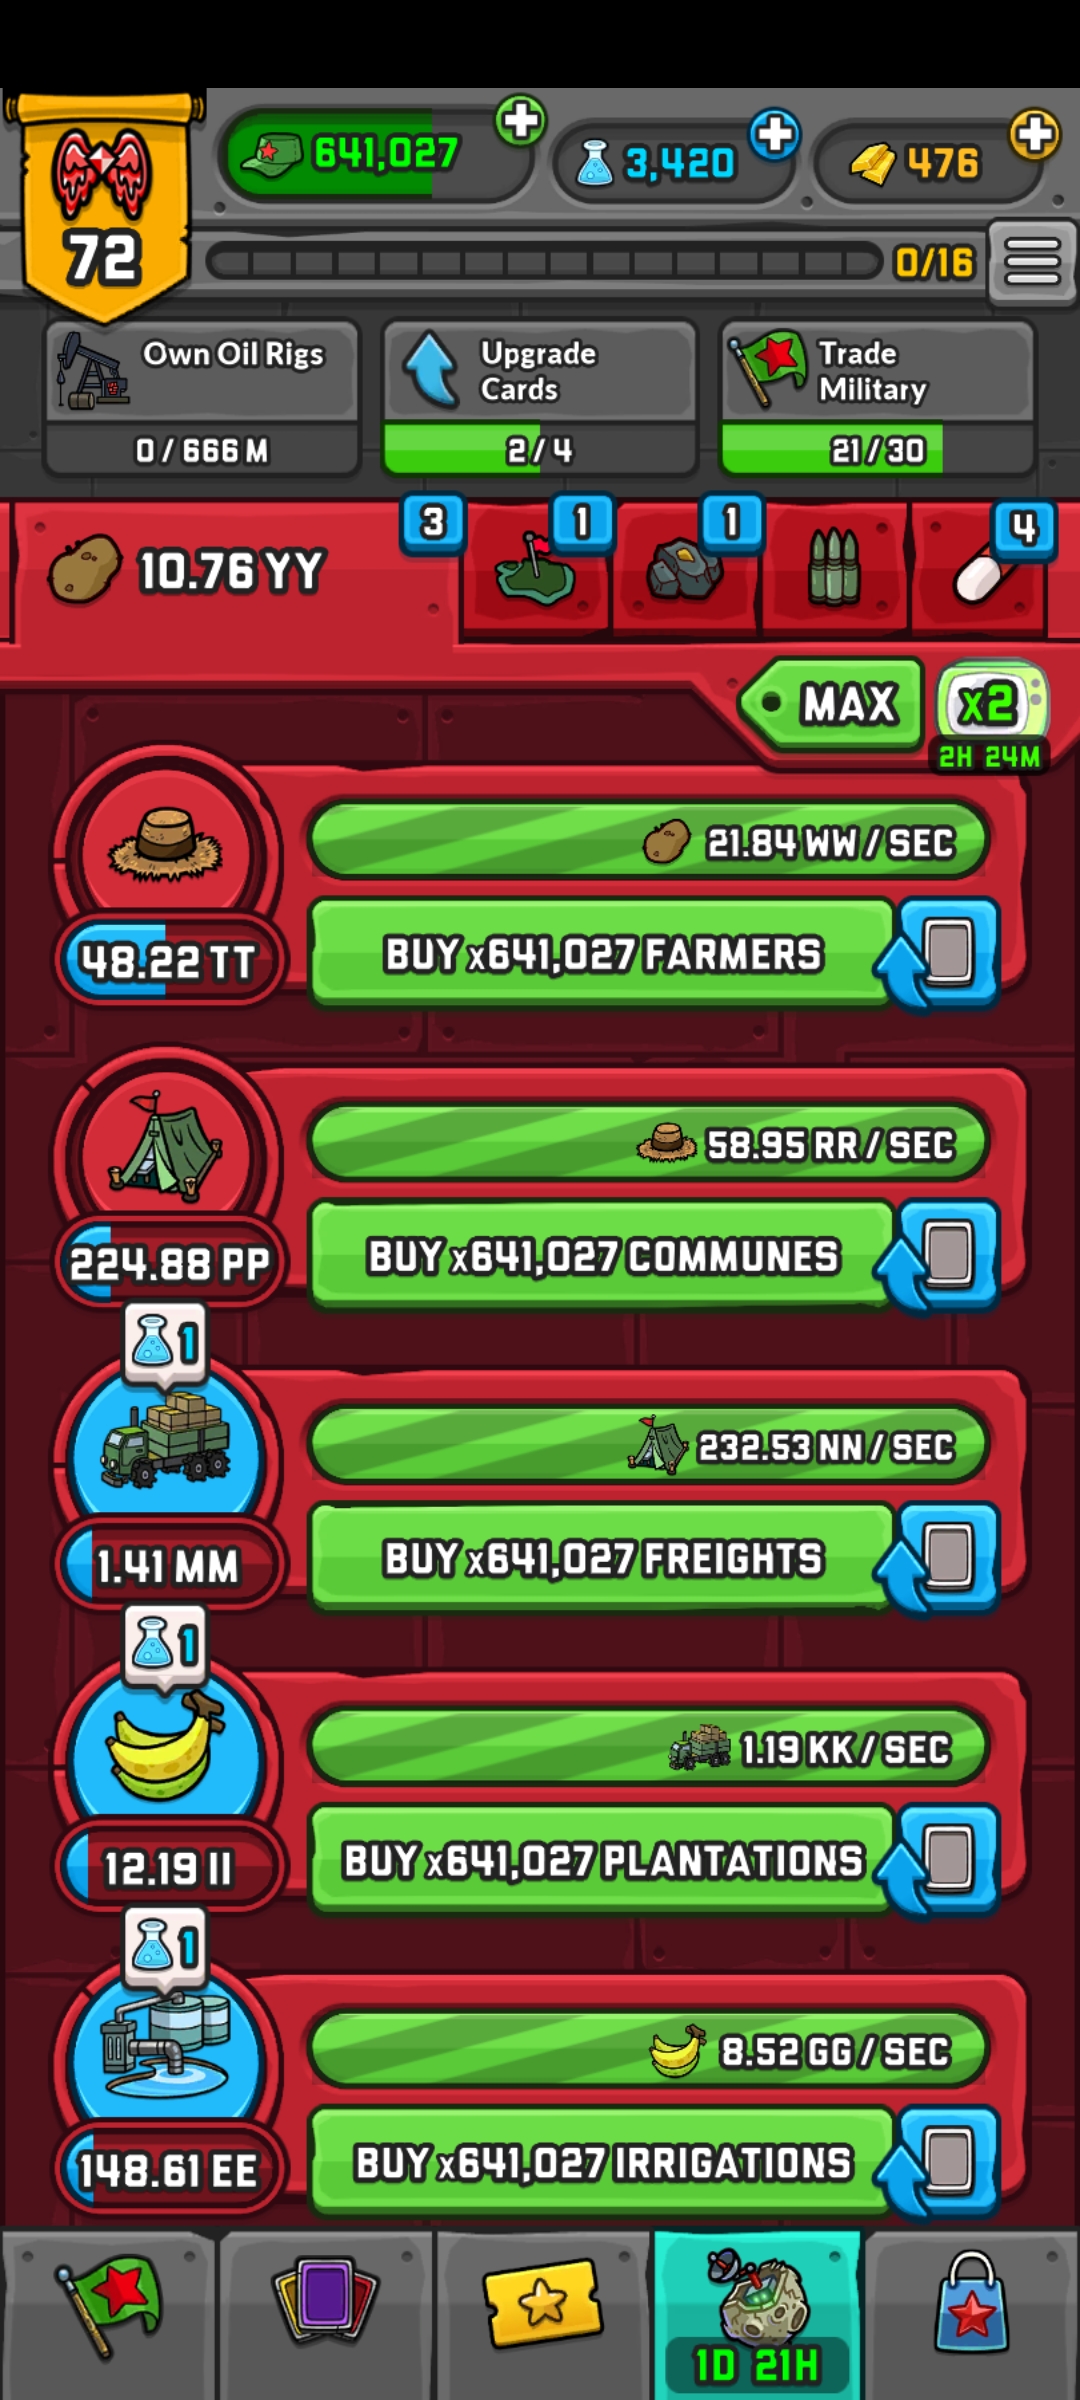 641,027
3,420
476
72
0/16
Own Oil Rigs
0 / 666 M
Upgrade
Cards
2 / 4
Trade
Military
21 / 30
10.76 YY
3
1
1
4
MAX
x2
2H 24M
21.84 WW / SEC
48.22 TT
BUY x641,027 FARMERS
58.95 RR / SEC
224.88 PP
BUY x641,027 COMMUNES
1
232.53 NN / SEC
1.41 MM
BUY x641,027 FREIGHTS
1
1.19 KK / SEC
12.19 II
BUY x641,027 PLANTATIONS
1
8.52 GG / SEC
148.61 EE
BUY x641,027 IRRIGATIONS
1D 21H